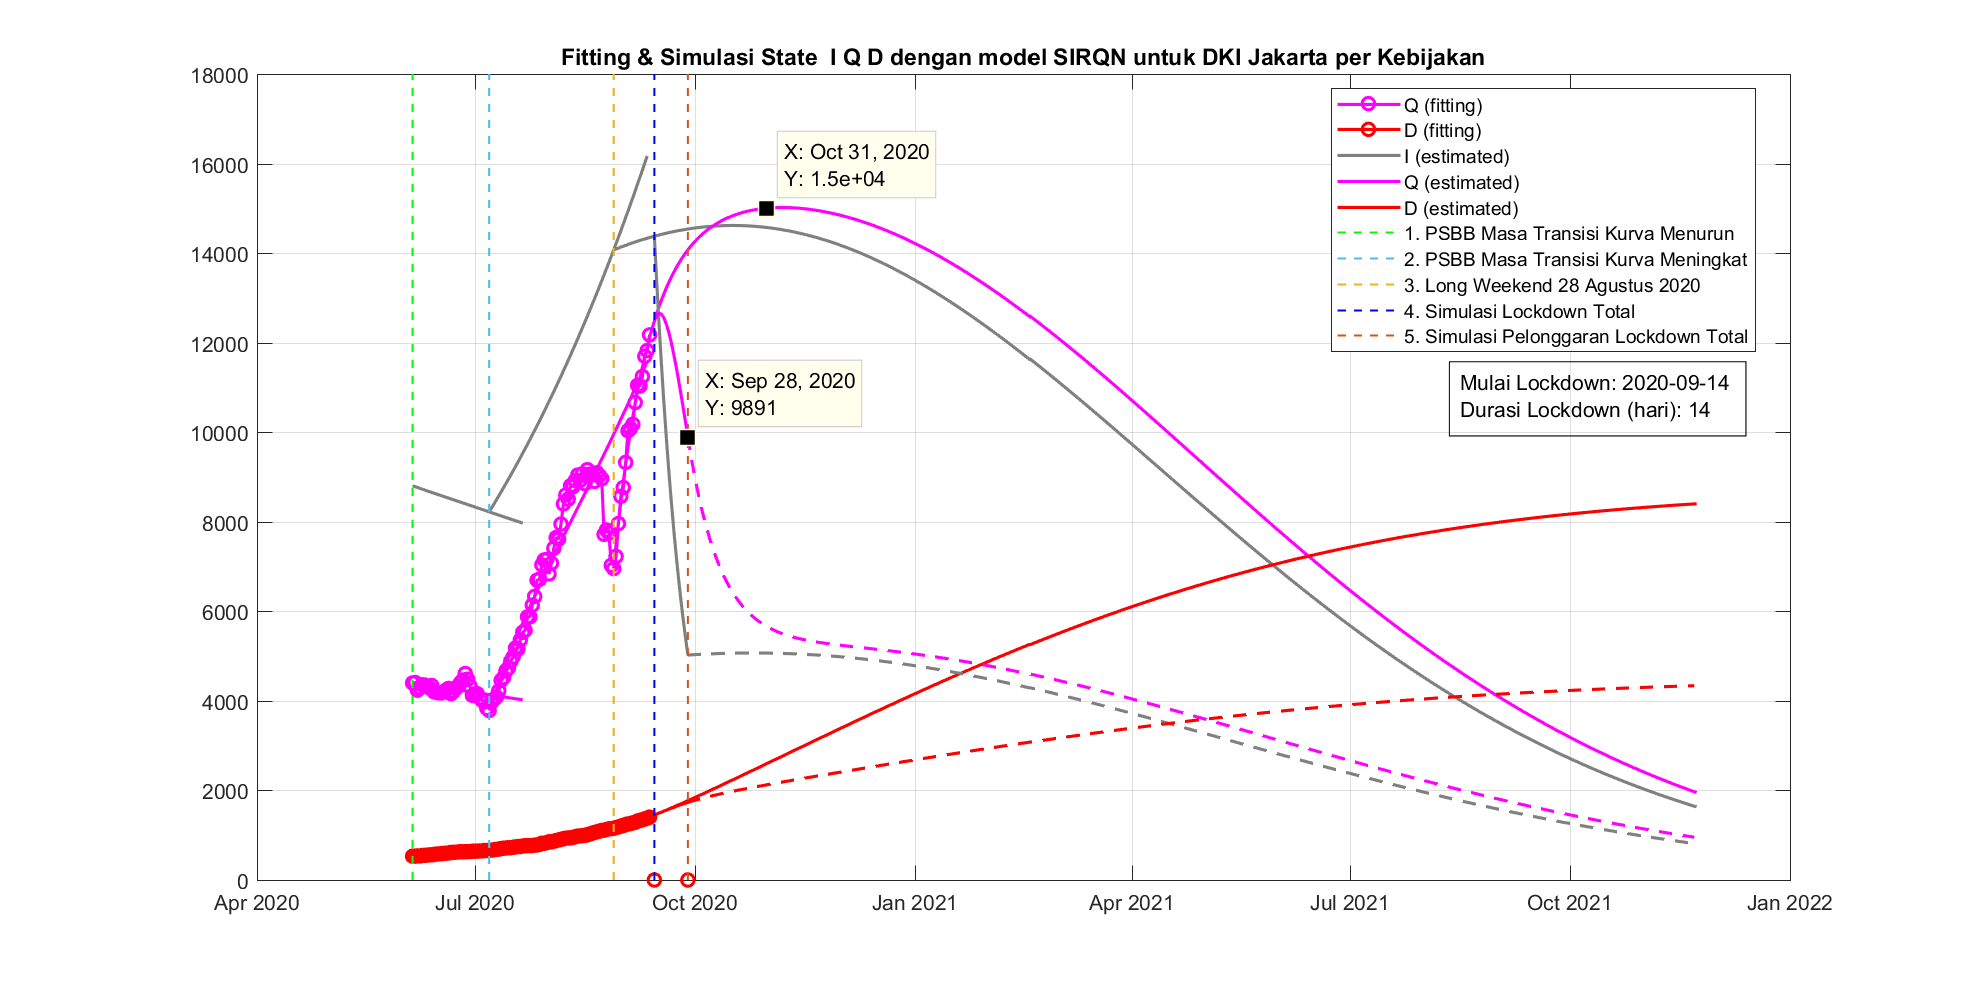 Fitting & Simulasi State  I Q D dengan model SIRQN untuk DKI Jakarta per Kebijakan
18000
16000
14000
12000
10000
8000
6000
4000
2000
0
Apr 2020
Jul 2020
Oct 2020
Jan 2021
Apr 2021
Jul 2021
Oct 2021
Jan 2022
X: Oct 31, 2020
Y: 1.5e+04
X: Sep 28, 2020
Y: 9891
Q (fitting)
D (fitting)
I (estimated)
Q (estimated)
D (estimated)
1. PSBB Masa Transisi Kurva Menurun
2. PSBB Masa Transisi Kurva Meningkat
3. Long Weekend 28 Agustus 2020
4. Simulasi Lockdown Total
5. Simulasi Pelonggaran Lockdown Total
Mulai Lockdown: 2020-09-14
Durasi Lockdown (hari): 14